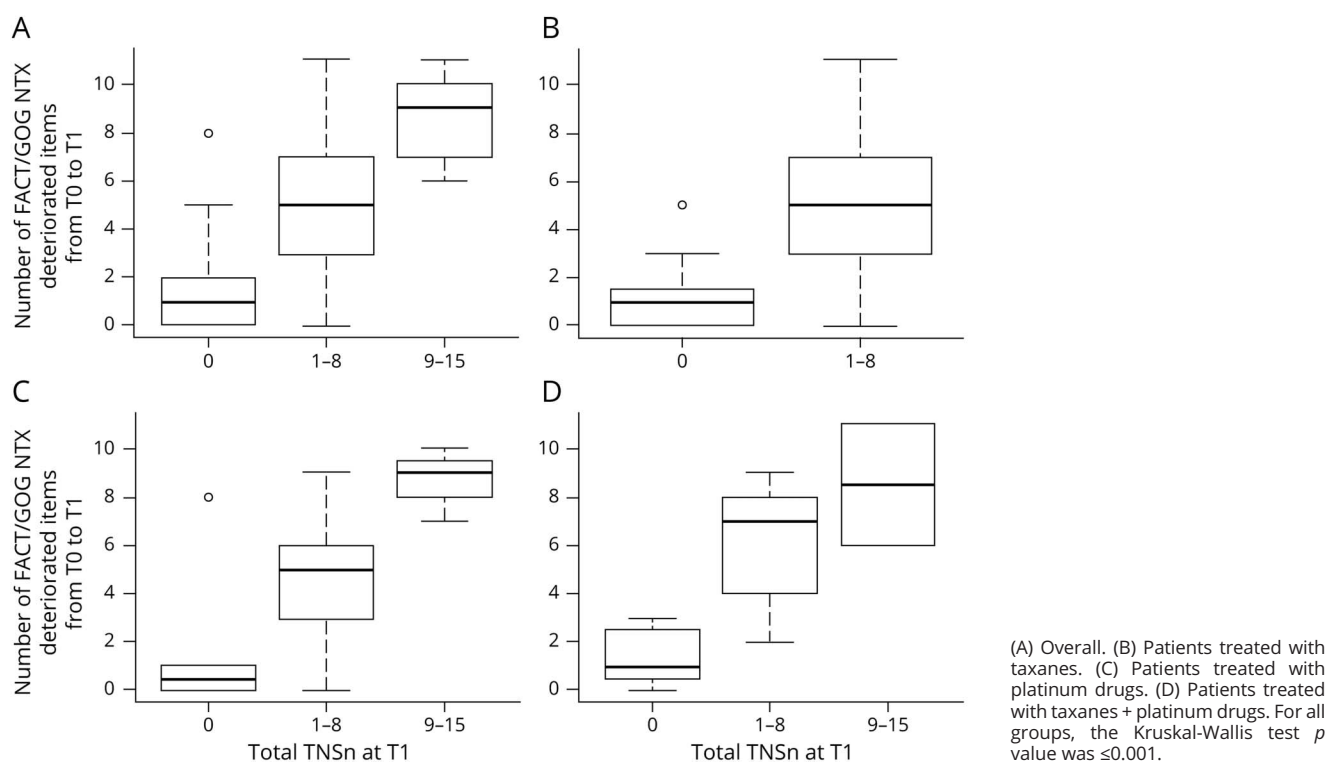 A
Number of FACT/GOG NTX
deteriorated items
from T0 to T1
10
8
6
4
2
0
0
1–8
9–15
B
10
8
6
4
2
0
0
1–8
C
Number of FACT/GOG NTX
deteriorated items
from T0 to T1
10
8
6
4
2
0
0
1–8
9–15
Total TNSn at T1
D
10
8
6
4
2
0
0
1–8
9–15
Total TNSn at T1
(A) Overall. (B) Patients treated with
taxanes. (C) Patients treated with
platinum drugs. (D) Patients treated
with taxanes + platinum drugs. For all
groups, the Kruskal-Wallis test p
value was ≤0.001.